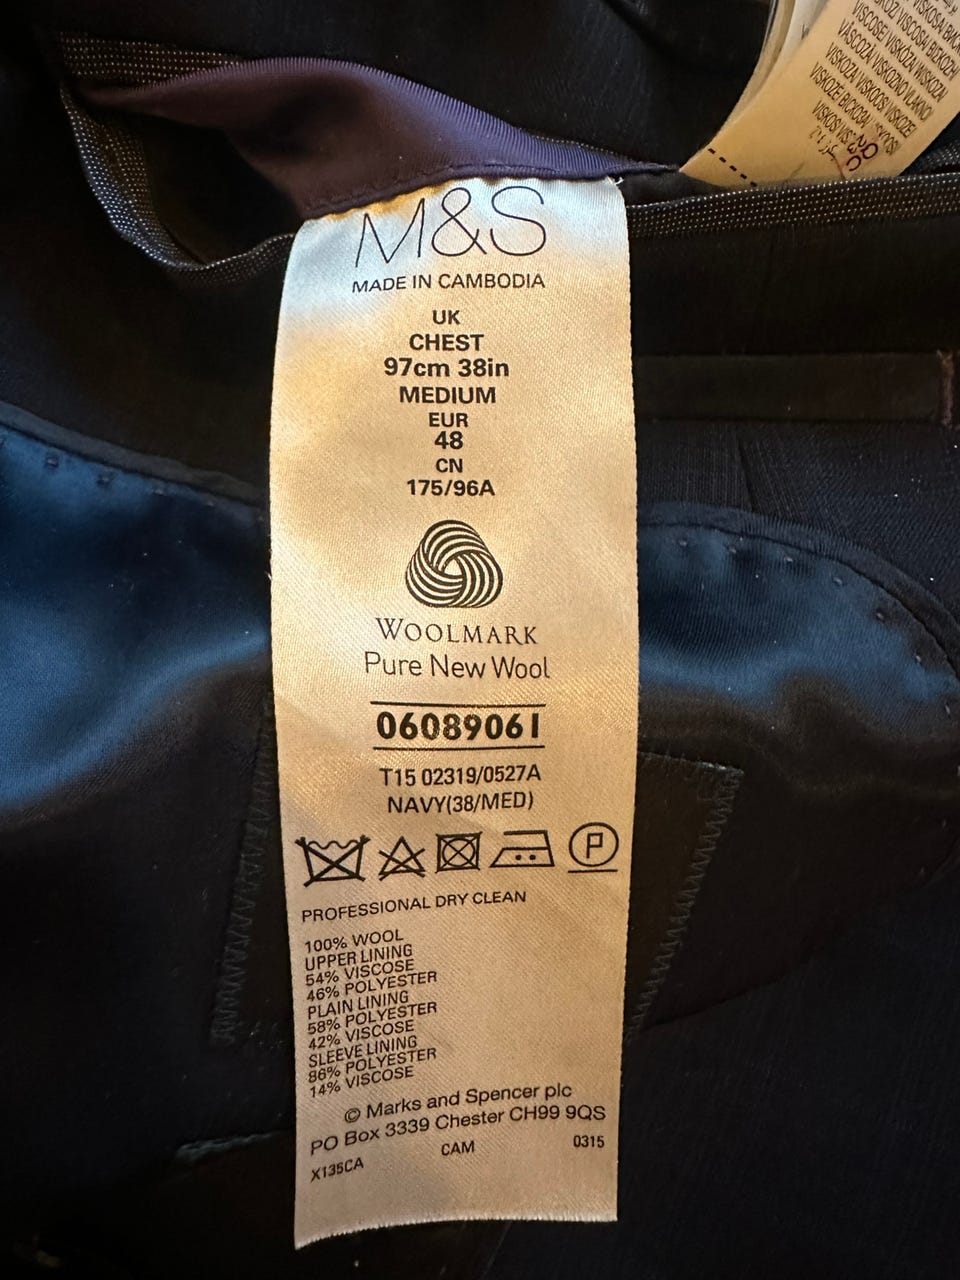 M&S
MADE IN CAMBODIA
UK
CHEST
97cm 38in
MEDIUM
EUR
48
CN
175/96A
WOOLMARK
Pure New Wool
06089061
T15 02319/0527A
NAVY(38/MED)
P
PROFESSIONAL DRY CLEAN
100% WOOL
UPPER LINING
54% VISCOSE
46% POLYESTER
PLAIN LINING
58% POLYESTER
42% VISCOSE
SLEEVE LINING
86% POLYESTER
14% VISCOSE
© Marks and Spencer plc
PO Box 3339 Chester CH99 9QS
X135CA CAM 0315